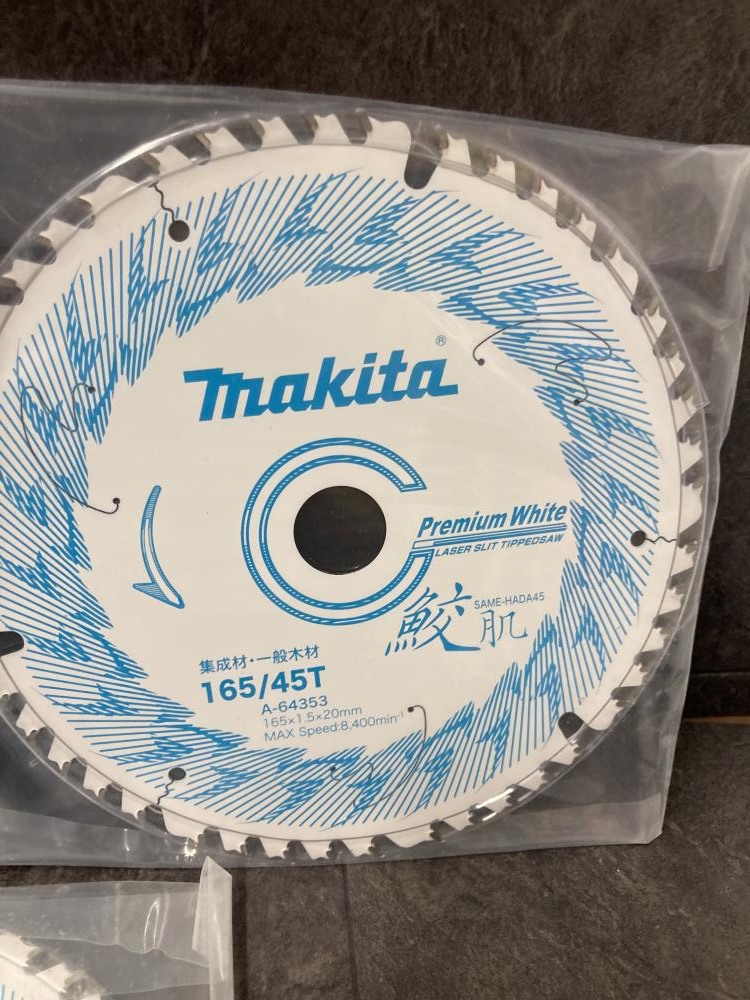 makita®
Premium White
LASER SLIT TIPPEDSAW
鮫肌
SAME-HADA45
集成材・一般木材
165/45T
A-64353
165×1.5×20mm
MAX Speed:8,400min⁻¹